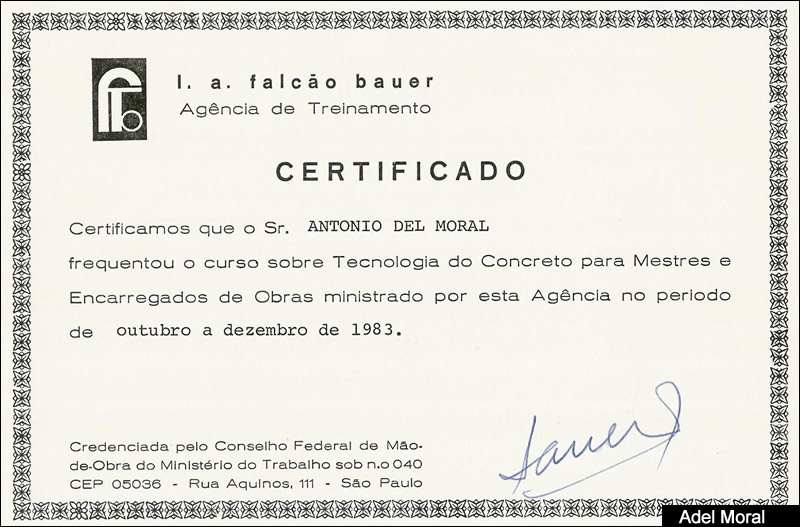 l. a. falcão bauer
Agência de Treinamento
CERTIFICADO
Certificamos que o Sr. ANTONIO DEL MORAL
frequentou o curso sobre Tecnologia do Concreto para Mestres e
Encarregados de Obras ministrado por esta Agência no periodo
de outubro a dezembro de 1983.
Bauer
Credenciada pelo Conselho Federal de Mão-
de-Obra do Ministério do Trabalho sob n.o 040
CEP 05036 - Rua Aquinos, 111 - São Paulo
Adel Moral